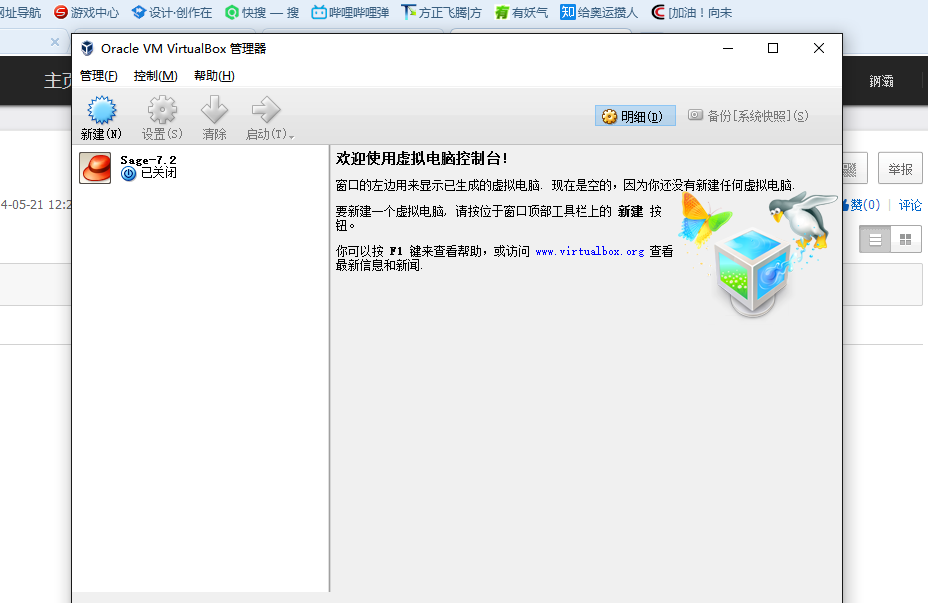 网址导航 游戏中心 设计·创作在 快搜 — 搜 哔哩哔哩弹 方正飞腾|方 有妖气 给奥运攒人 [加油！向未
Oracle VM VirtualBox 管理器
主页
钢灞
管理(F) 控制(M) 帮助(H)
新建(N) 设置(S) 清除 启动(T)
明细(D) 备份[系统快照](S)
Sage-7.2
已关闭
欢迎使用虚拟电脑控制台!
窗口的左边用来显示已生成的虚拟电脑. 现在是空的，因为你还没有新建任何虚拟电脑.
要新建一个虚拟电脑, 请按位于窗口顶部工具栏上的 新建 按
钮。
你可以按 F1 键来查看帮助，或访问 www.virtualbox.org 查看
最新信息和新闻.
举报
4-05-21 12:2
赞(0) 评论